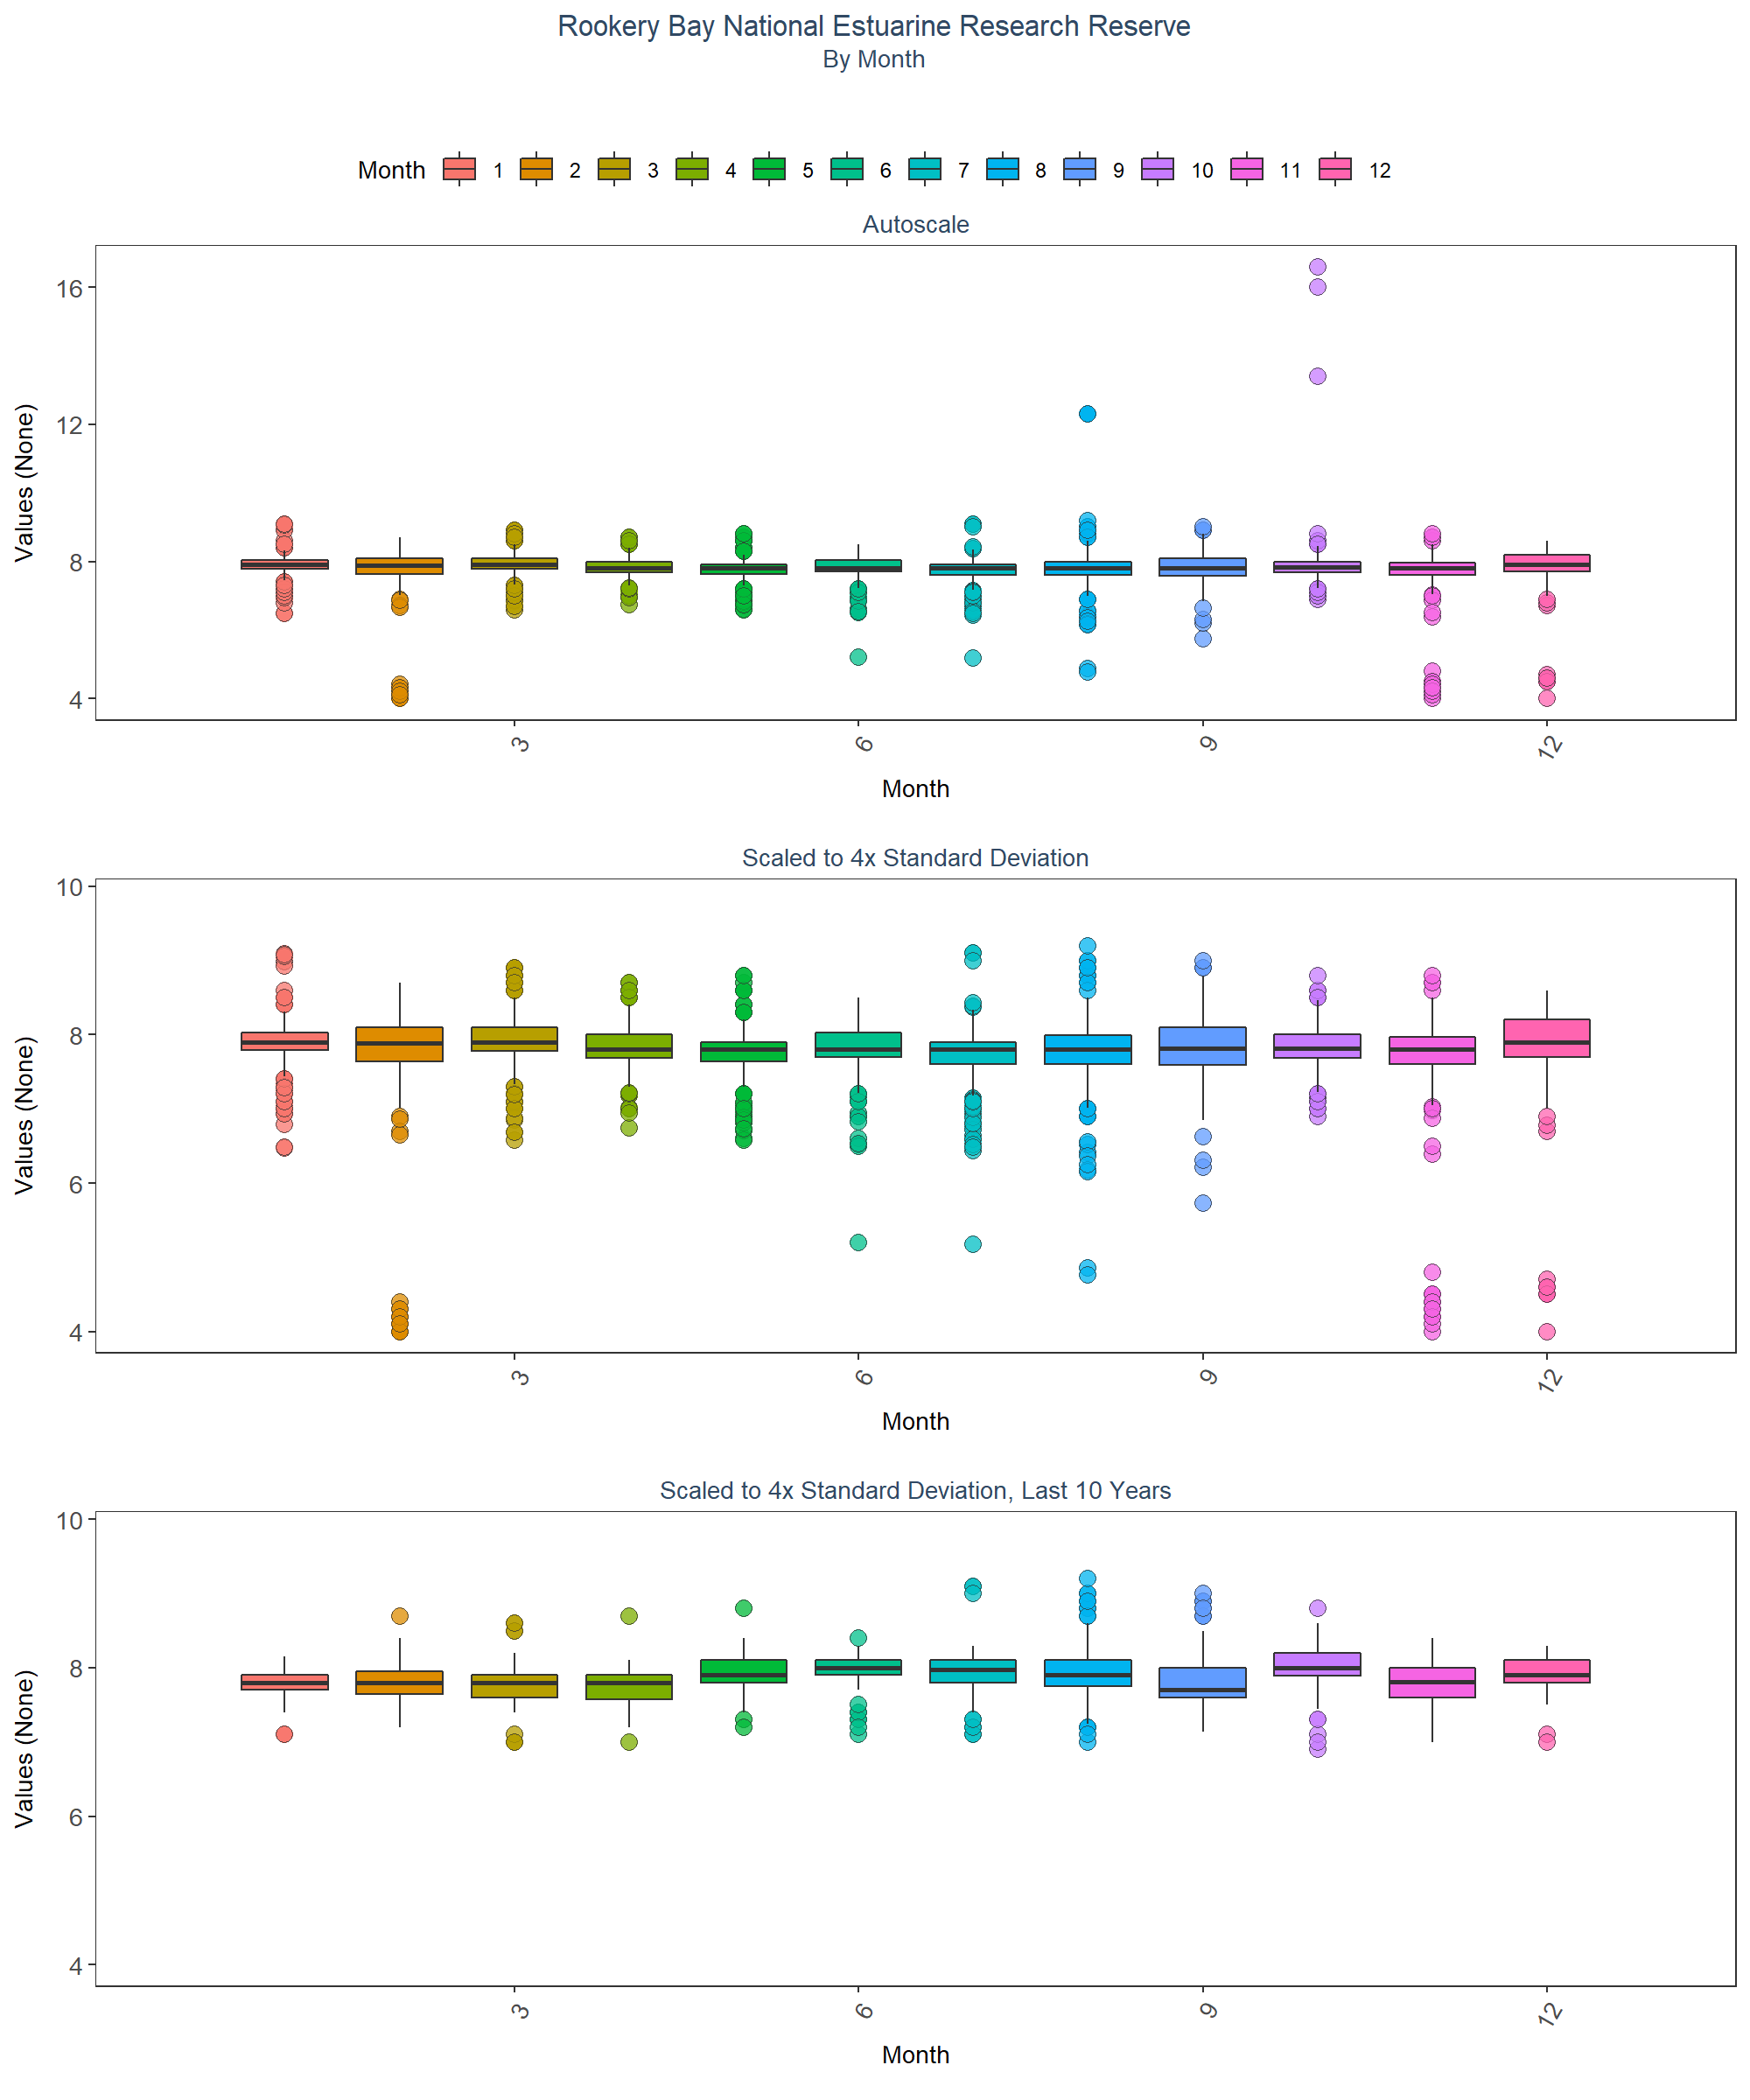 Rookery Bay National Estuarine Research Reserve
By Month
Month 1 2 3 4 5 6 7 8 9 10 11 12
Autoscale
Values (None)
16
12
8
4
3 6 9 12
Month
Scaled to 4x Standard Deviation
Values (None)
10
8
6
4
3 6 9 12
Month
Scaled to 4x Standard Deviation, Last 10 Years
Values (None)
10
8
6
4
3 6 9 12
Month